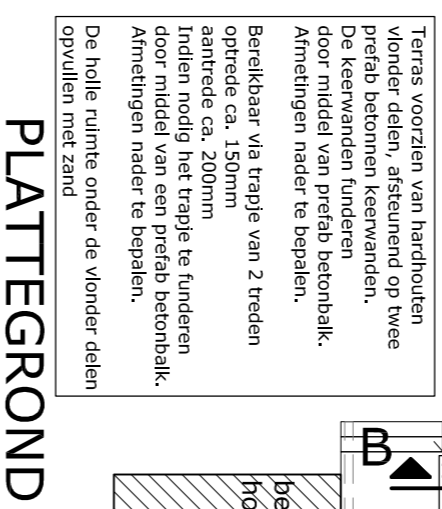 Terras voorzien van hardhouten
vlonder delen, afsteunend op twee
prefab betonnen keerwanden.
De keerwanden funderen
door middel van prefab betonbalk.
Afmetingen nader te bepalen.
Bereikbaar via trapje van 2 treden
optrede ca. 150mm
aantrede ca. 200mm
Indien nodig het trapje te funderen
door middel van een prefab betonbalk.
Afmetingen nader te bepalen.
De holle ruimte onder de vlonder delen
opvullen met zand
PLATTEGROND
B
be
ho